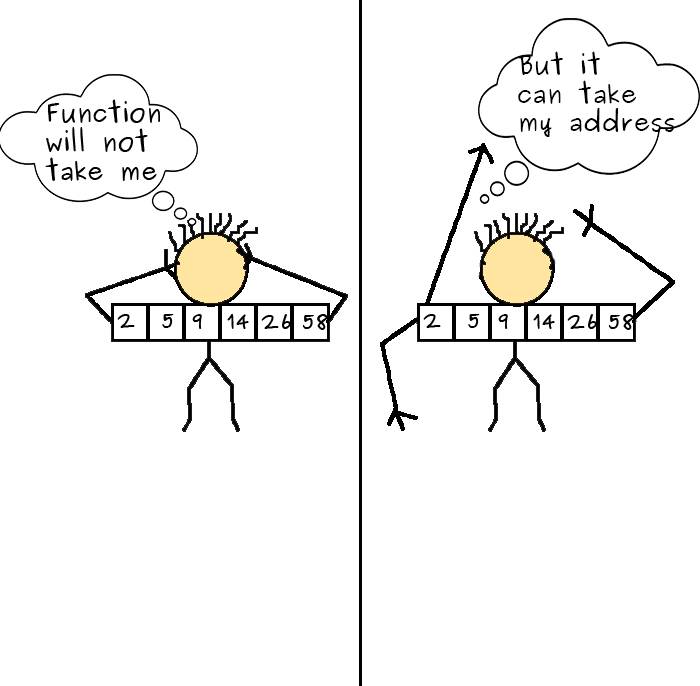 Function
will not
take me
2 5 9 14 26 58
But it
can take
my address
2 5 9 14 26 58